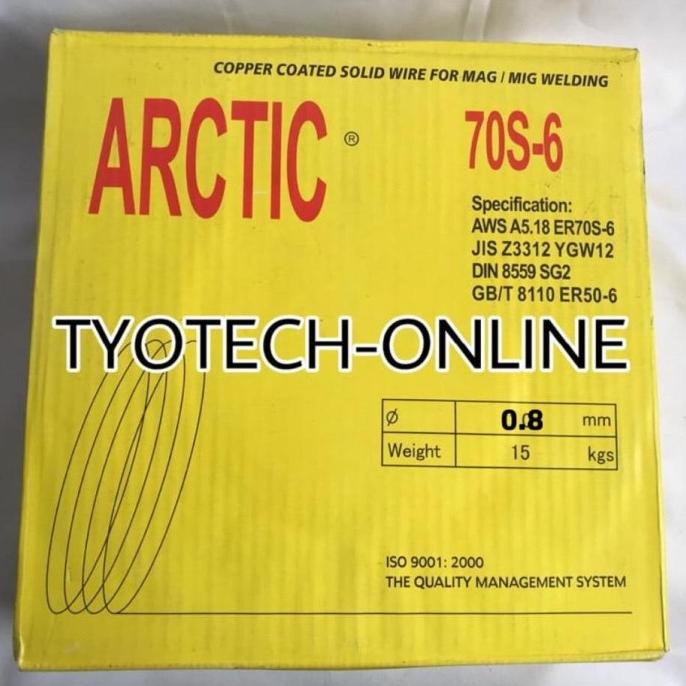 COPPER COATED SOLID WIRE FOR MAG / MIG WELDING
ARCTIC ®
70S-6
Specification:
AWS A5.18 ER70S-6
JIS Z3312 YGW12
DIN 8559 SG2
GB/T 8110 ER50-6
TYOTECH-ONLINE
Ø 0.8 mm
Weight 15 kgs
ISO 9001: 2000
THE QUALITY MANAGEMENT SYSTEM